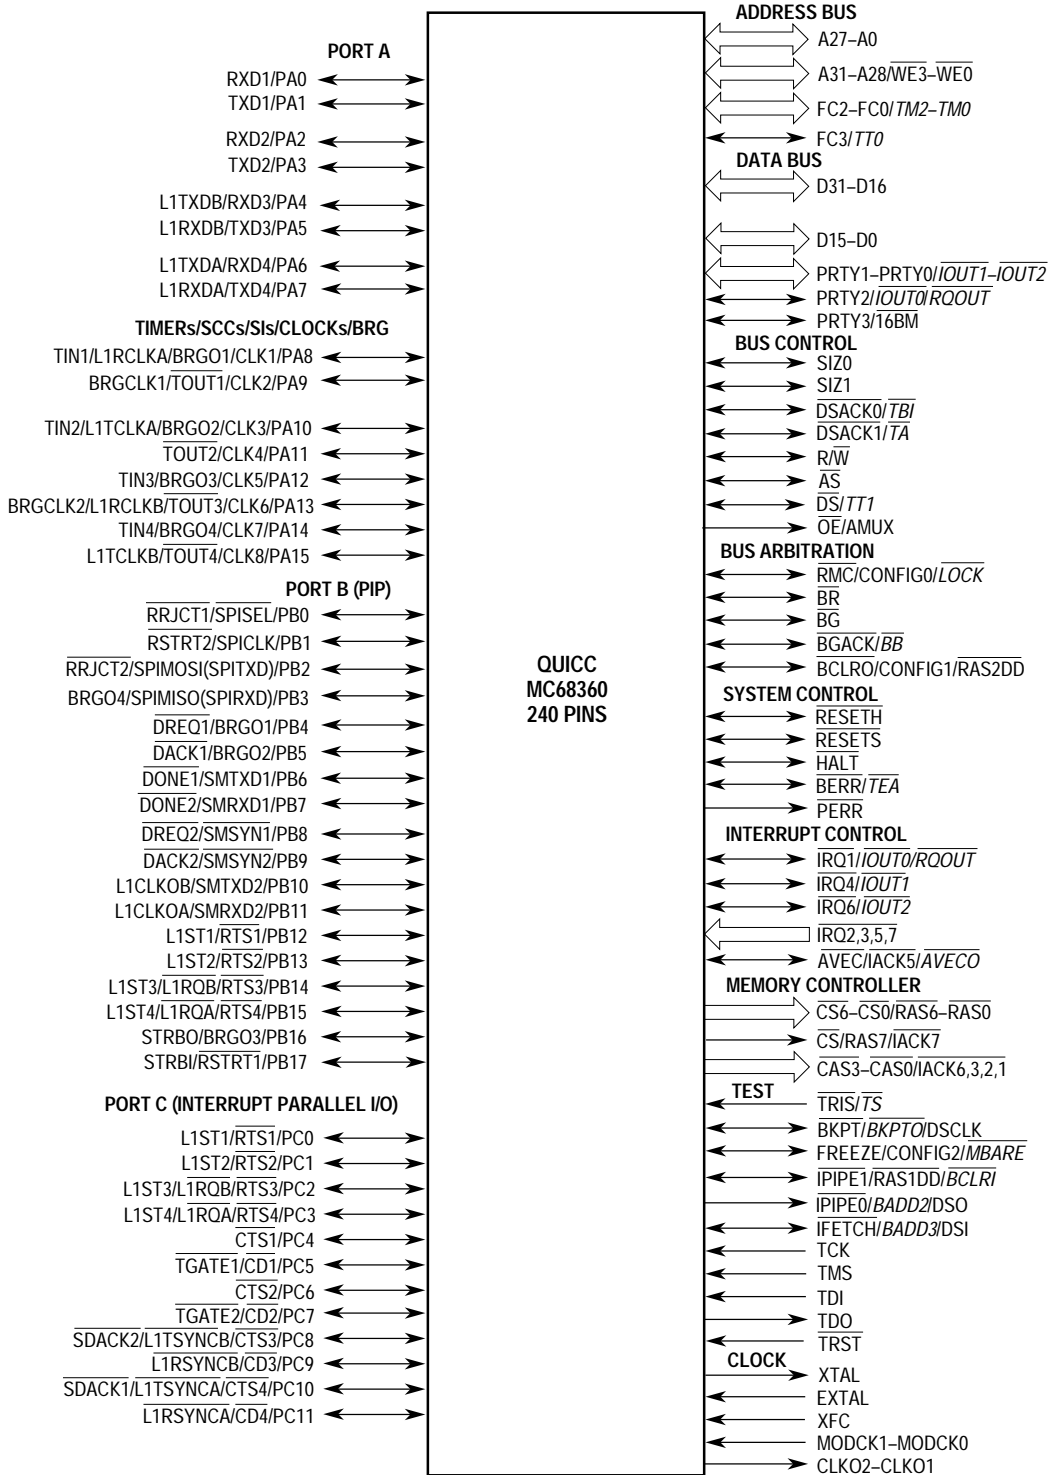 PORT A
RXD1/PA0
TXD1/PA1
RXD2/PA2
TXD2/PA3
L1TXDB/RXD3/PA4
L1RXDB/TXD3/PA5
L1TXDA/RXD4/PA6
L1RXDA/TXD4/PA7
TIMERs/SCCs/SIs/CLOCKs/BRG
TIN1/L1RCLKA/BRGO1/CLK1/PA8
BRGCLK1/TOUT1/CLK2/PA9
TIN2/L1TCLKA/BRGO2/CLK3/PA10
TOUT2/CLK4/PA11
TIN3/BRGO3/CLK5/PA12
BRGCLK2/L1RCLKB/TOUT3/CLK6/PA13
TIN4/BRGO4/CLK7/PA14
L1TCLKB/TOUT4/CLK8/PA15
PORT B (PIP)
RRJCT1/SPISEL/PB0
RSTRT2/SPICLK/PB1
RRJCT2/SPIMOSI(SPITXD)/PB2
BRGO4/SPIMISO(SPIRXD)/PB3
DREQ1/BRGO1/PB4
DACK1/BRGO2/PB5
DONE1/SMTXD1/PB6
DONE2/SMRXD1/PB7
DREQ2/SMSYN1/PB8
DACK2/SMSYN2/PB9
L1CLKOB/SMTXD2/PB10
L1CLKOA/SMRXD2/PB11
L1ST1/RTS1/PB12
L1ST2/RTS2/PB13
L1ST3/L1RQB/RTS3/PB14
L1ST4/L1RQA/RTS4/PB15
STRBO/BRGO3/PB16
STRBI/RSTRT1/PB17
PORT C (INTERRUPT PARALLEL I/O)
L1ST1/RTS1/PC0
L1ST2/RTS2/PC1
L1ST3/L1RQB/RTS3/PC2
L1ST4/L1RQA/RTS4/PC3
CTS1/PC4
TGATE1/CD1/PC5
CTS2/PC6
TGATE2/CD2/PC7
SDACK2/L1TSYNCB/CTS3/PC8
L1RSYNCB/CD3/PC9
SDACK1/L1TSYNCA/CTS4/PC10
L1RSYNCA/CD4/PC11
QUICC
MC68360
240 PINS
ADDRESS BUS
A27–A0
A31–A28/WE3–WE0
FC2–FC0/TM2–TM0
FC3/TT0
DATA BUS
D31–D16
D15–D0
PRTY1–PRTY0/IOUT1–IOUT2
PRTY2/IOUT0/RQOUT
PRTY3/16BM
BUS CONTROL
SIZ0
SIZ1
DSACK0/TBI
DSACK1/TA
R/W
AS
DS/TT1
OE/AMUX
BUS ARBITRATION
RMC/CONFIG0/LOCK
BR
BG
BGACK/BB
BCLRO/CONFIG1/RAS2DD
SYSTEM CONTROL
RESETH
RESETS
HALT
BERR/TEA
PERR
INTERRUPT CONTROL
IRQ1/IOUT0/RQOUT
IRQ4/IOUT1
IRQ6/IOUT2
IRQ2,3,5,7
AVEC/IACK5/AVECO
MEMORY CONTROLLER
CS6–CS0/RAS6–RAS0
CS/RAS7/IACK7
CAS3–CAS0/IACK6,3,2,1
TEST
TRIS/TS
BKPT/BKPTO/DSCLK
FREEZE/CONFIG2/MBARE
IPIPE1/RAS1DD/BCLRI
IPIPE0/BADD2/DSO
IFETCH/BADD3/DSI
TCK
TMS
TDI
TDO
TRST
CLOCK
XTAL
EXTAL
XFC
MODCK1–MODCK0
CLKO2–CLKO1